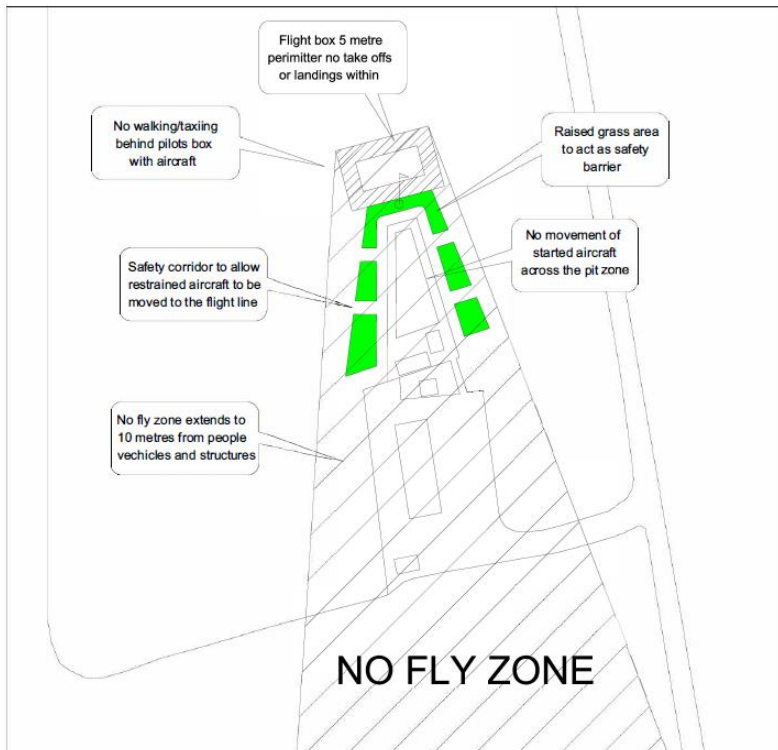 Flight box 5 metre
perimitter no take offs
or landings within
No walking/taxiing
behind pilots box
with aircraft
Raised grass area
to act as safety
barrier
No movement of
started aircraft
across the pit zone
Safety corridor to allow
restrained aircraft to be
moved to the flight line
No fly zone extends to
10 metres from people
vechicles and structures
NO FLY ZONE